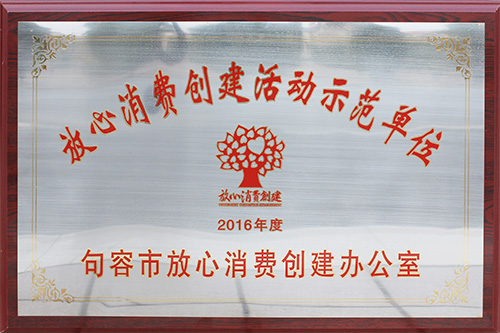 放心消费创建活动示范单位
放心消费創建
2016年度
句容市放心消费创建办公室